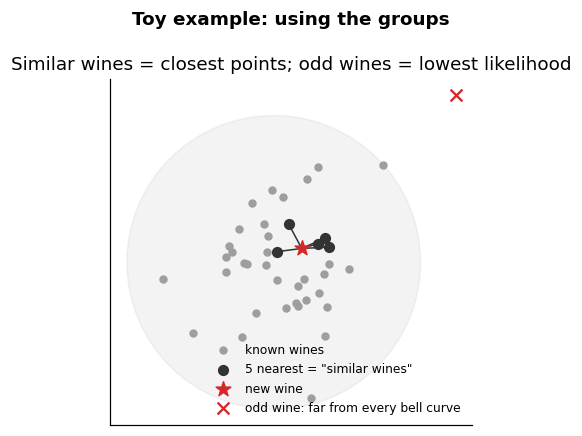 Toy example: using the groups
Similar wines = closest points; odd wines = lowest likelihood
known wines
5 nearest = "similar wines"
new wine
odd wine: far from every bell curve